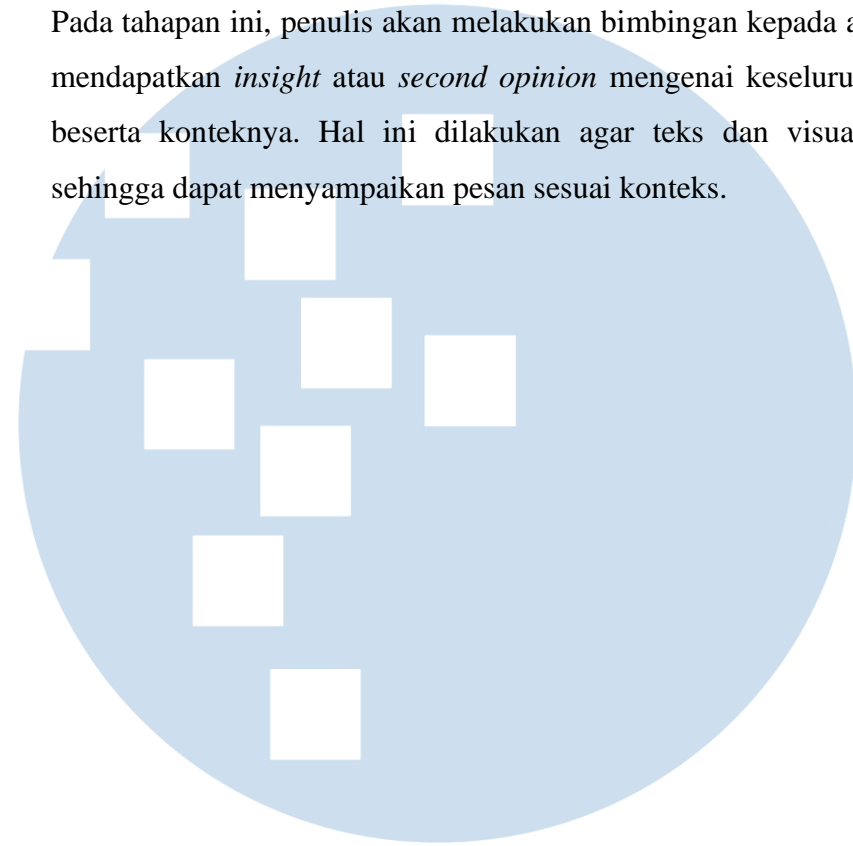 Pada tahapan ini, penulis akan melakukan bimbingan kepada a
mendapatkan insight atau second opinion mengenai keseluru
beserta konteknya. Hal ini dilakukan agar teks dan visua
sehingga dapat menyampaikan pesan sesuai konteks.